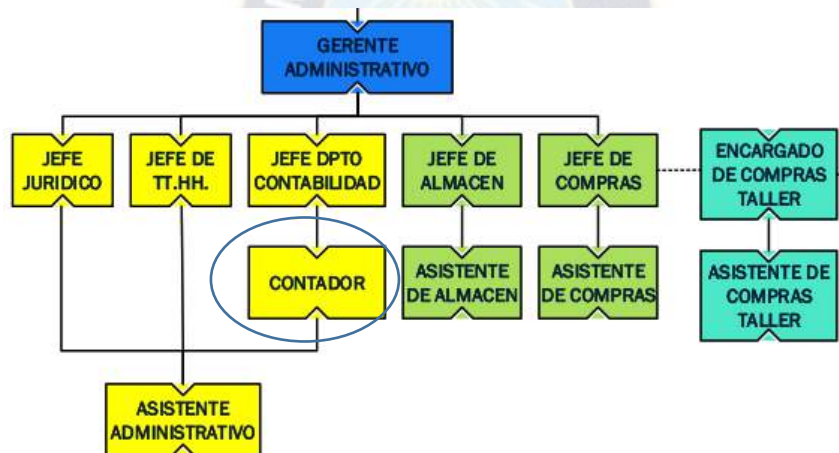 GERENTE
ADMINISTRATIVO
JEFE
JURIDICO
JEFE DE
TT.HH.
JEFE DPTO
CONTABILIDAD
JEFE DE
ALMACEN
JEFE DE
COMPRAS
ENCARGADO
DE COMPRAS
TALLER
CONTADOR
ASISTENTE
DE ALMACEN
ASISTENTE
DE COMPRAS
ASISTENTE DE
COMPRAS
TALLER
ASISTENTE
ADMINISTRATIVO